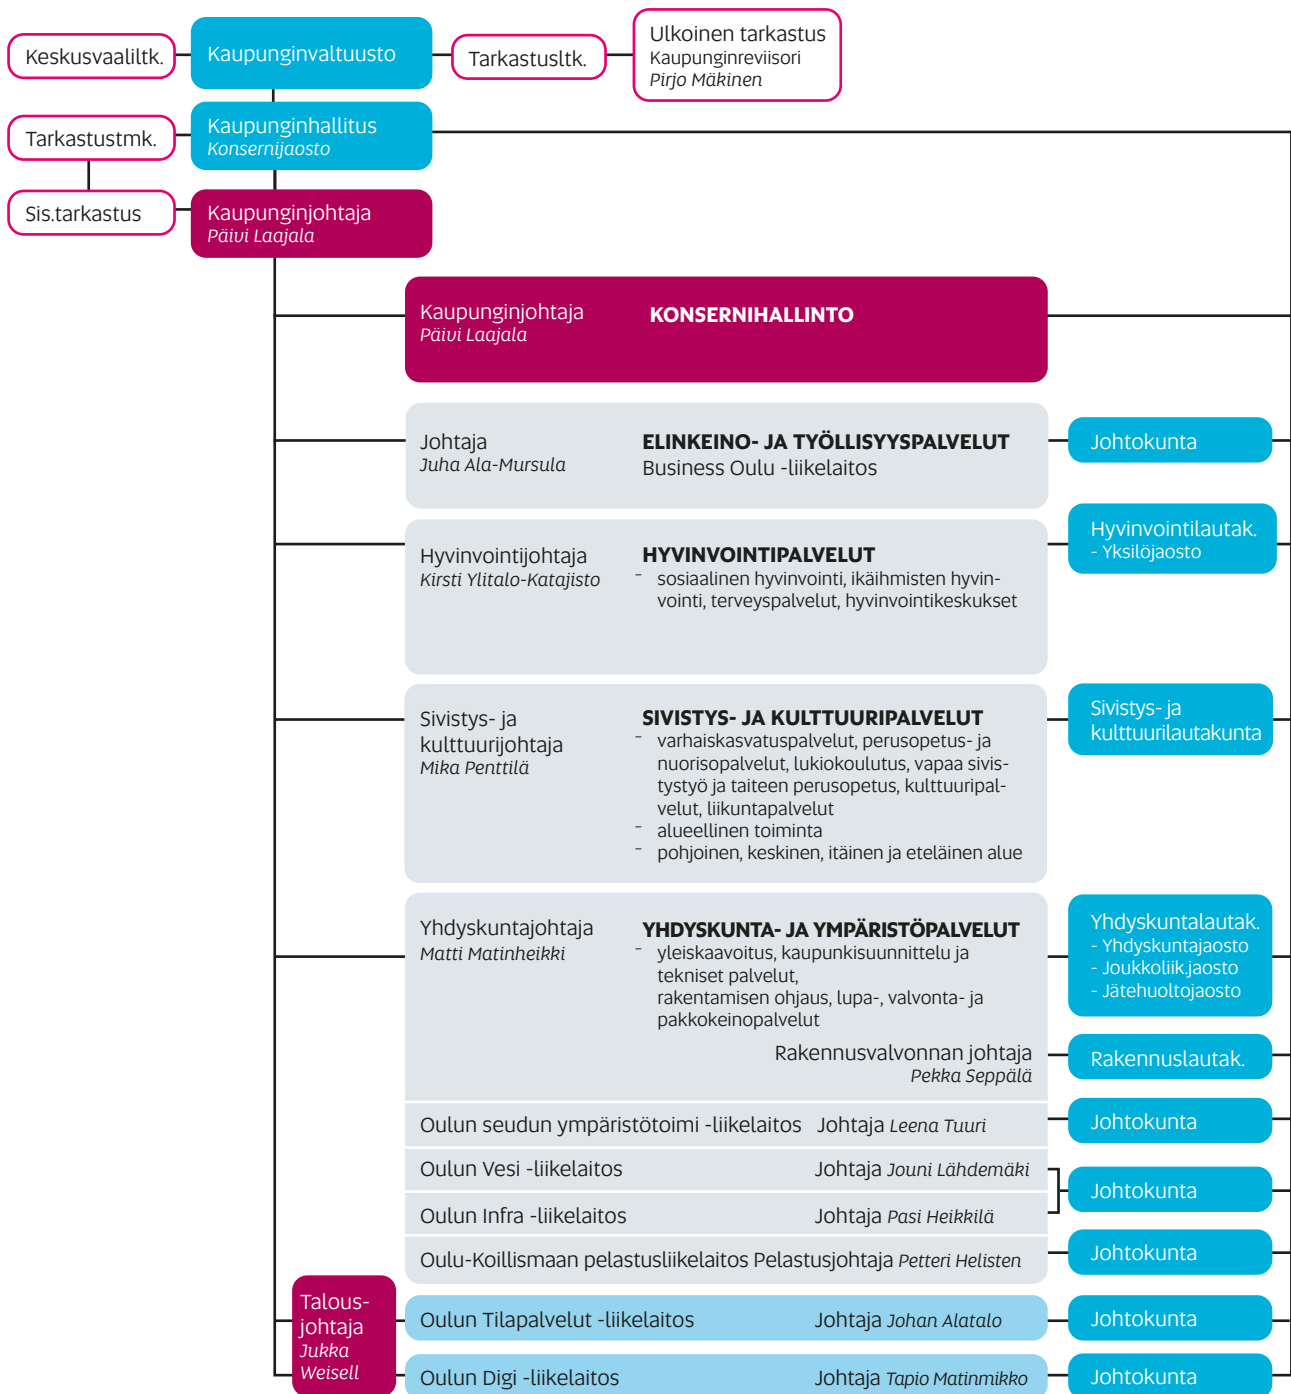 Keskusvaaliltk.
Kaupunginvaltuusto
Tarkastusltk.
Ulkoinen tarkastus
Kaupunginreviisori
Pirjo Mäkinen
Tarkastustmk.
Kaupunginhallitus
Konsernijaosto
Sis.tarkastus
Kaupunginjohtaja
Päivi Laajala
Kaupunginjohtaja
Päivi Laajala
KONSERNIHALLINTO
Johtaja
Juha Ala-Mursula
ELINKEINO- JA TYÖLLISYYSPALVELUT
Business Oulu -liikelaitos
Johtokunta
Hyvinvointijohtaja
Kirsti Ylitalo-Katajisto
HYVINVOINTIPALVELUT
- sosiaalinen hyvinvointi, ikäihmisten hyvin-
vointi, terveyspalvelut, hyvinvointikeskukset
Hyvinvointilautak.
- Yksilöjaosto
Sivistys- ja
kulttuurijohtaja
Mika Penttilä
SIVISTYS- JA KULTTUURIPALVELUT
- varhaiskasvatuspalvelut, perusopetus- ja
nuorisopalvelut, lukiokoulutus, vapaa sivis-
tystyö ja taiteen perusopetus, kulttuuripal-
velut, liikuntapalvelut
- alueellinen toiminta
- pohjoinen, keskinen, itäinen ja eteläinen alue
Sivistys- ja
kulttuurilautakunta
Yhdyskuntajohtaja
Matti Matinheikki
YHDYSKUNTA- JA YMPÄRISTÖPALVELUT
- yleiskaavoitus, kaupunkisuunnittelu ja
tekniset palvelut,
rakentamisen ohjaus, lupa-, valvonta- ja
pakkokeinopalvelut
Yhdyskuntalautak.
- Yhdyskuntajaosto
- Joukkoliik.jaosto
- Jätehuoltojaosto
Rakennusvalvonnan johtaja
Pekka Seppälä
Rakennuslautak.
Oulun seudun ympäristötoimi -liikelaitos Johtaja Leena Tuuri
Johtokunta
Oulun Vesi -liikelaitos Johtaja Jouni Lähdemäki
Oulun Infra -liikelaitos Johtaja Pasi Heikkilä
Johtokunta
Oulu-Koillismaan pelastusliikelaitos Pelastusjohtaja Petteri Helisten
Johtokunta
Talous-
johtaja
Jukka
Weisell
Oulun Tilapalvelut -liikelaitos Johtaja Johan Alatalo
Johtokunta
Oulun Digi -liikelaitos Johtaja Tapio Matinmikko
Johtokunta